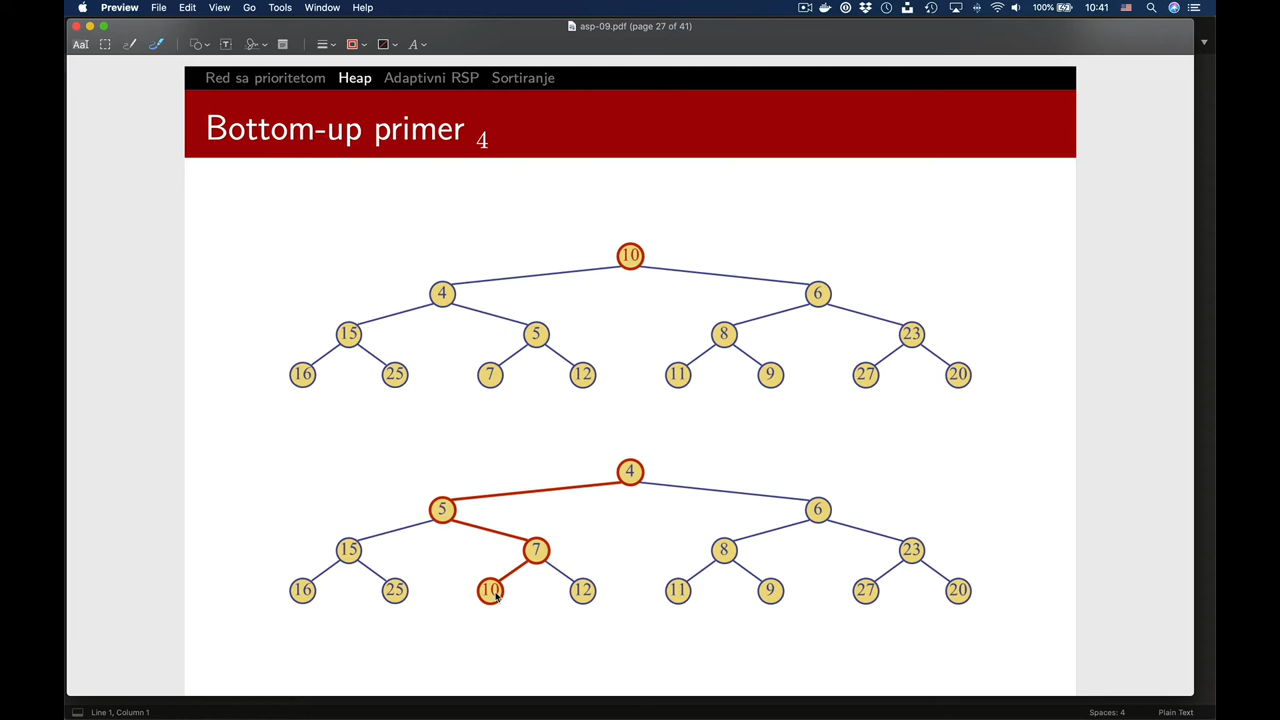 Preview File Edit View Go Tools Window Help 100% 10:41
asp-09.pdf (page 27 of 41)
AaI T A
Red sa prioritetom Heap Adaptivni RSP Sortiranje
Bottom-up primer 4
10
4 6
15 5 8 23
16 25 7 12 11 9 27 20
4
5 6
15 7 8 23
16 25 10 12 11 9 27 20
Line 1, Column 1 Spaces: 4 Plain Text